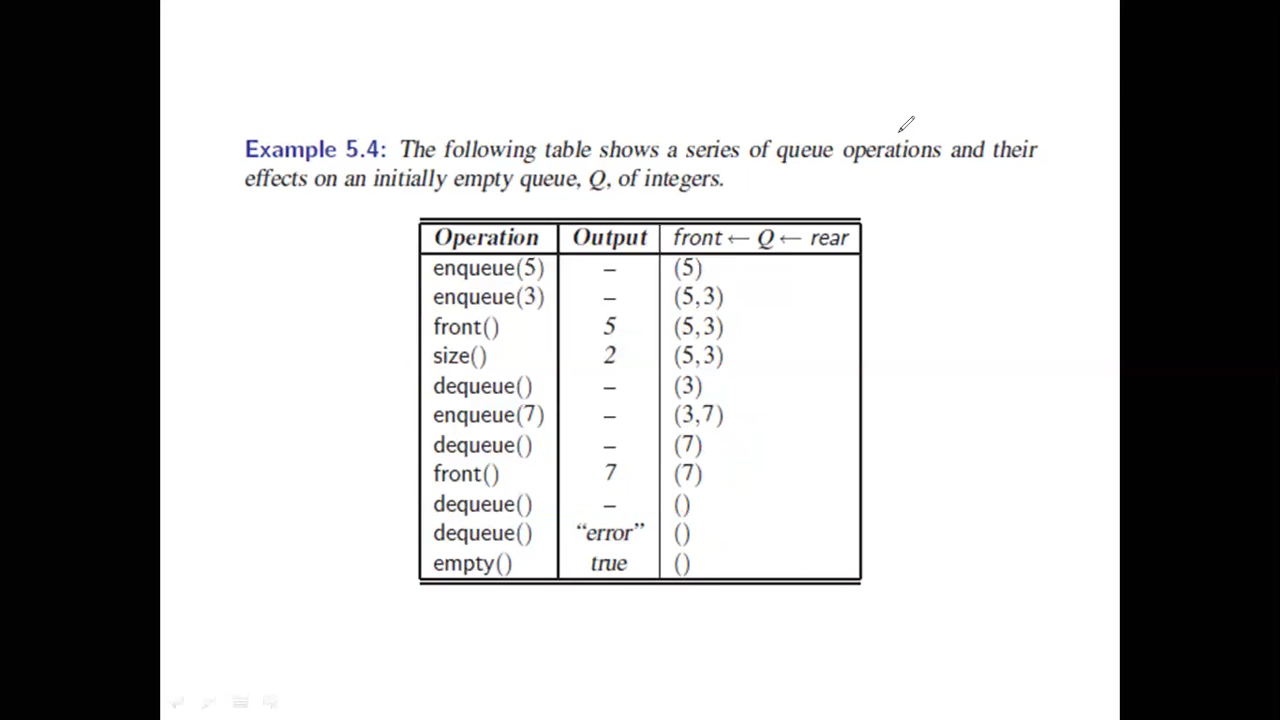 Example 5.4: The following table shows a series of queue operations and their
effects on an initially empty queue, Q, of integers.
Operation Output front ← Q ← rear
enqueue(5) – (5)
enqueue(3) – (5,3)
front() 5 (5,3)
size() 2 (5,3)
dequeue() – (3)
enqueue(7) – (3,7)
dequeue() – (7)
front() 7 (7)
dequeue() – ()
dequeue() “error” ()
empty() true ()